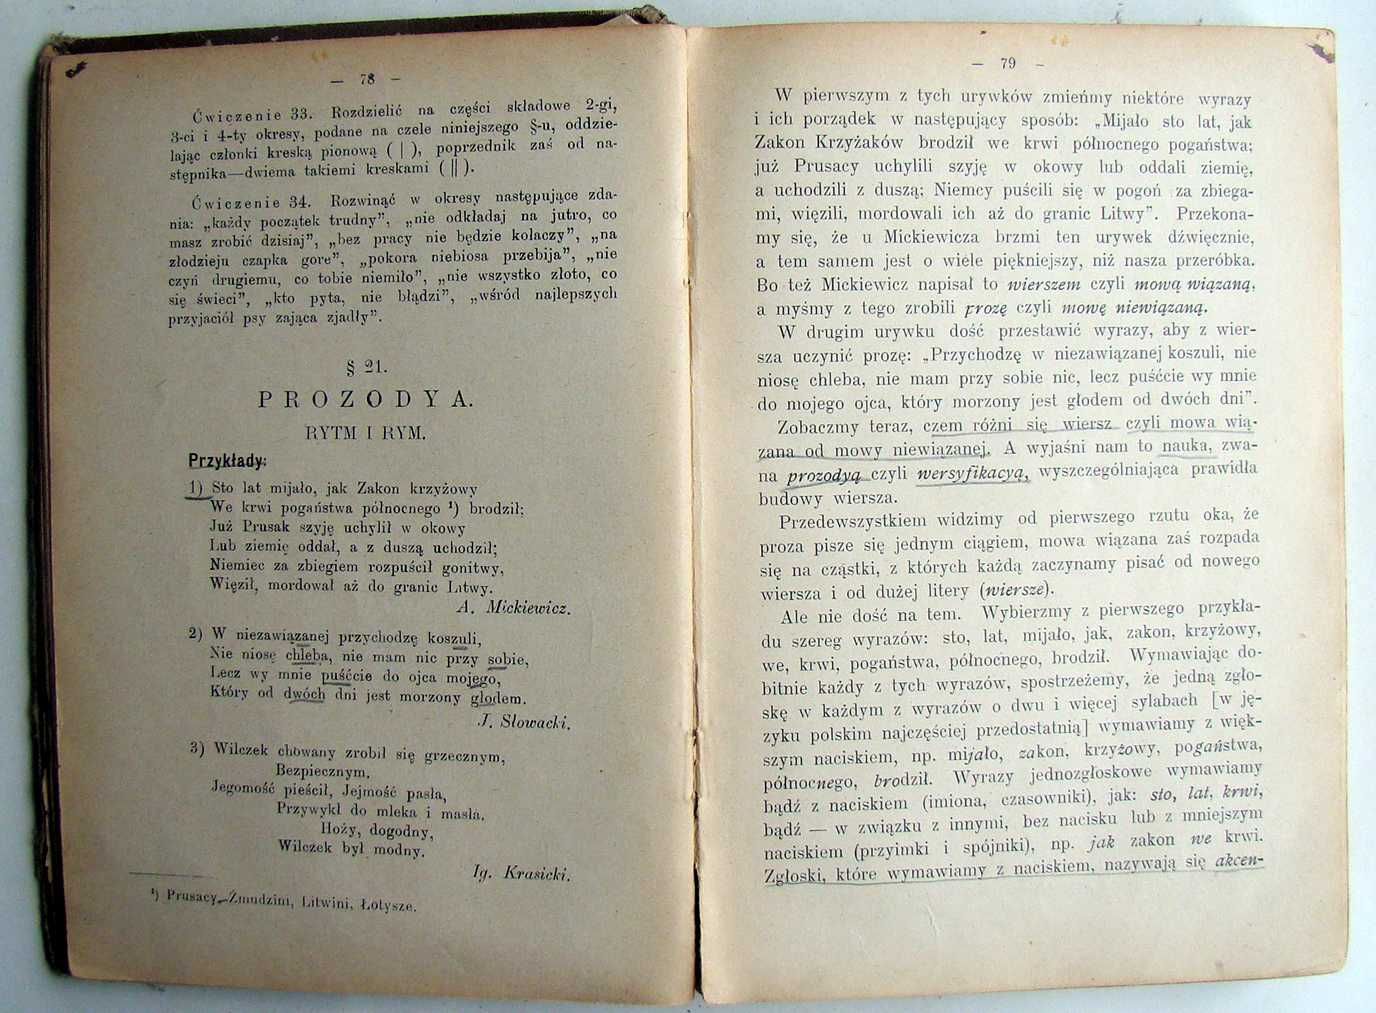 — 78 —
Ćwiczenie 33. Rozdzielić na części składowe 2-gi,
3-ci i 4-ty okresy, podane na czele niniejszego §-u, oddzie-
lając członki kreską pionową ( | ), poprzednik zaś od na-
stępnika—dwiema takiemi kreskami ( || ).
Ćwiczenie 34. Rozwinąć w okresy następujące zda-
nia: „każdy początek trudny”, „nie odkładaj na jutro, co
masz zrobić dzisiaj”, „bez pracy nie będzie kołaczy”, „na
złodzieju czapka gore”, „pokora niebiosa przebija”, „nie
czyń drugiemu, co tobie niemiło”, „nie wszystko złoto, co
się świeci”, „kto pyta, nie błądzi”, „wśród najlepszych
przyjaciół psy zająca zjadły”.
§ 21.
PROZODYA.
RYTM I RYM.
Przykłady:
1) Sto lat mijało, jak Zakon krzyżowy
We krwi pogaństwa północnego ¹) brodził;
Już Prusak szyję uchylił w okowy
Lub ziemię oddał, a z duszą uchodził;
Niemiec za zbiegiem rozpuścił gonitwy,
Więził, mordował aż do granic Litwy.
A. Mickiewicz.
2) W niezawiązanej przychodzę koszuli,
Nie niosę chleba, nie mam nic przy sobie,
Lecz wy mnie puśćcie do ojca mojego,
Który od dwóch dni jest morzony głodem.
J. Słowacki.
3) Wilczek chowany zrobił się grzecznym,
Bezpiecznym.
Jegomość pieścił, Jejmość pasła,
Przywykł do mleka i masła.
Hoży, dogodny,
Wilczek był modny.
Ig. Krasicki.
¹) Prusacy, Żmudzini, Litwini, Łotysze.
— 79 —
W pierwszym z tych urywków zmieńmy niektóre wyrazy
i ich porządek w następujący sposób: „Mijało sto lat, jak
Zakon Krzyżaków brodził we krwi północnego pogaństwa;
już Prusacy uchylili szyję w okowy lub oddali ziemię,
a uchodzili z duszą; Niemcy puścili się w pogoń za zbiega-
mi, więzili, mordowali ich aż do granic Litwy”. Przekona-
my się, że u Mickiewicza brzmi ten urywek dźwięcznie,
a tem samem jest o wiele piękniejszy, niż nasza przeróbka.
Bo też Mickiewicz napisał to wierszem czyli mową wiązaną,
a myśmy z tego zrobili prozę czyli mowę niewiązaną.
W drugim urywku dość przestawić wyrazy, aby z wier-
sza uczynić prozę: „Przychodzę w niezawiązanej koszuli, nie
niosę chleba, nie mam przy sobie nic, lecz puśćcie wy mnie
do mojego ojca, który morzony jest głodem od dwóch dni”.
Zobaczmy teraz, czem różni się wiersz czyli mowa wią-
zana od mowy niewiązanej. A wyjaśni nam to nauka, zwa-
na prozodyą czyli wersyfikacyą, wyszczególniająca prawidła
budowy wiersza.
Przedewszystkiem widzimy od pierwszego rzutu oka, że
proza pisze się jednym ciągiem, mowa wiązana zaś rozpada
się na cząstki, z których każdą zaczynamy pisać od nowego
wiersza i od dużej litery (wiersze).
Ale nie dość na tem. Wybierzmy z pierwszego przykła-
du szereg wyrazów: sto, lat, mijało, jak, zakon, krzyżowy,
we, krwi, pogaństwa, północnego, brodził. Wymawiając do-
bitnie każdy z tych wyrazów, spostrzeżemy, że jedną zgło-
skę w każdym z wyrazów o dwu i więcej sylabach [w ję-
zyku polskim najczęściej przedostatnią] wymawiamy z więk-
szym naciskiem, np. mijało, zakon, krzyżowy, pogaństwa,
północnego, brodził. Wyrazy jednozgłoskowe wymawiamy
bądź z naciskiem (imiona, czasowniki), jak: sto, lat, krwi,
bądź — w związku z innymi, bez nacisku lub z mniejszym
naciskiem (przyimki i spójniki), np. jak zakon we krwi.
Zgłoski, które wymawiamy z naciskiem, nazywają się akcen-